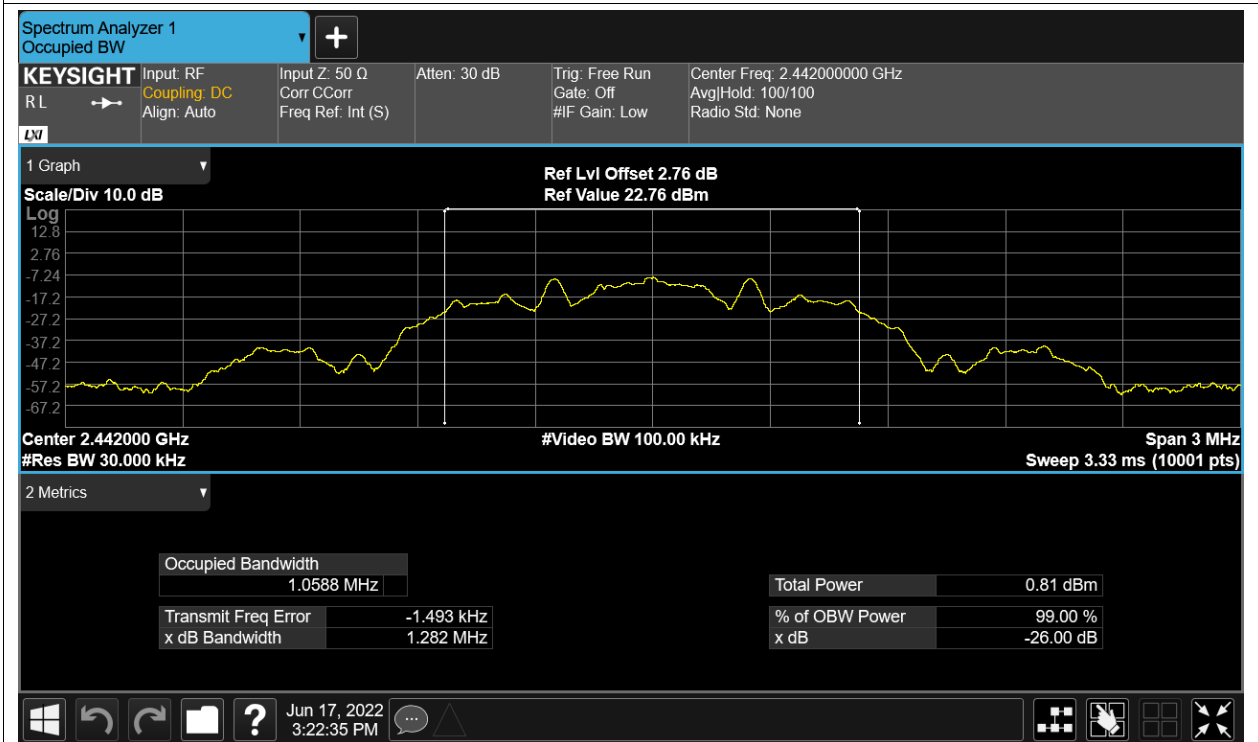 Spectrum Analyzer 1
Occupied BW
KEYSIGHT
R L
LXI
Input: RF
Coupling: DC
Align: Auto
Input Z: 50 Ω
Corr CCorr
Freq Ref: Int (S)
Atten: 30 dB
Trig: Free Run
Gate: Off
#IF Gain: Low
Center Freq: 2.442000000 GHz
Avg|Hold: 100/100
Radio Std: None
1 Graph
Scale/Div 10.0 dB
Ref Lvl Offset 2.76 dB
Ref Value 22.76 dBm
Log
12.8
2.76
-7.24
-17.2
-27.2
-37.2
-47.2
-57.2
-67.2
Center 2.442000 GHz
#Video BW 100.00 kHz
Span 3 MHz
#Res BW 30.000 kHz
Sweep 3.33 ms (10001 pts)
2 Metrics
Occupied Bandwidth
1.0588 MHz
Total Power 0.81 dBm
Transmit Freq Error -1.493 kHz
% of OBW Power 99.00 %
x dB Bandwidth 1.282 MHz
x dB -26.00 dB
?
Jun 17, 2022
3:22:35 PM